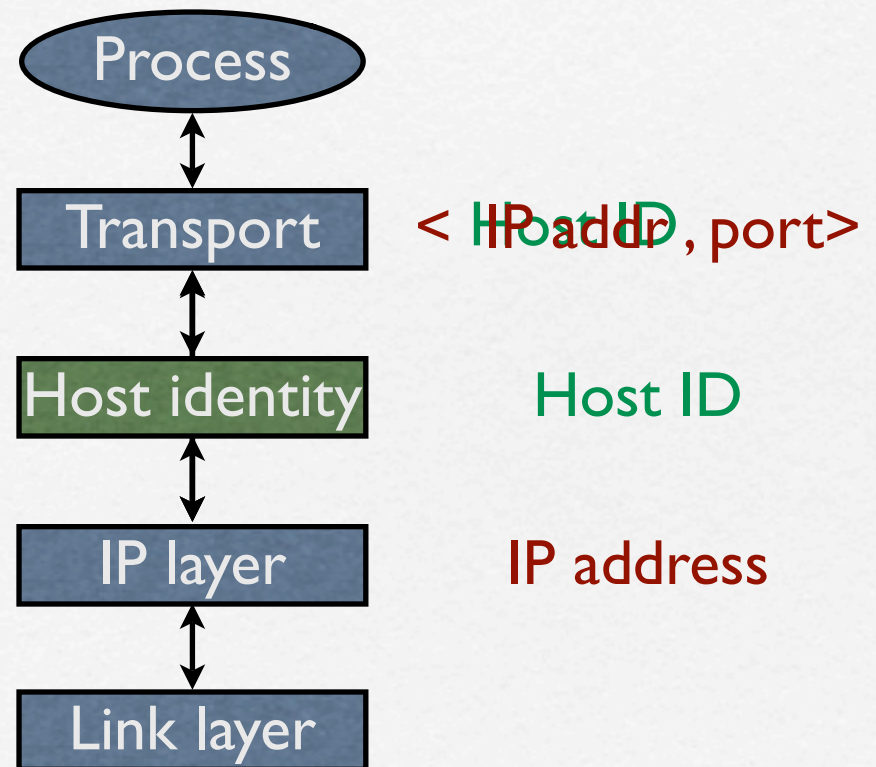 Process
Transport
< Host ID IP addr , port>
Host identity
Host ID
IP layer
IP address
Link layer